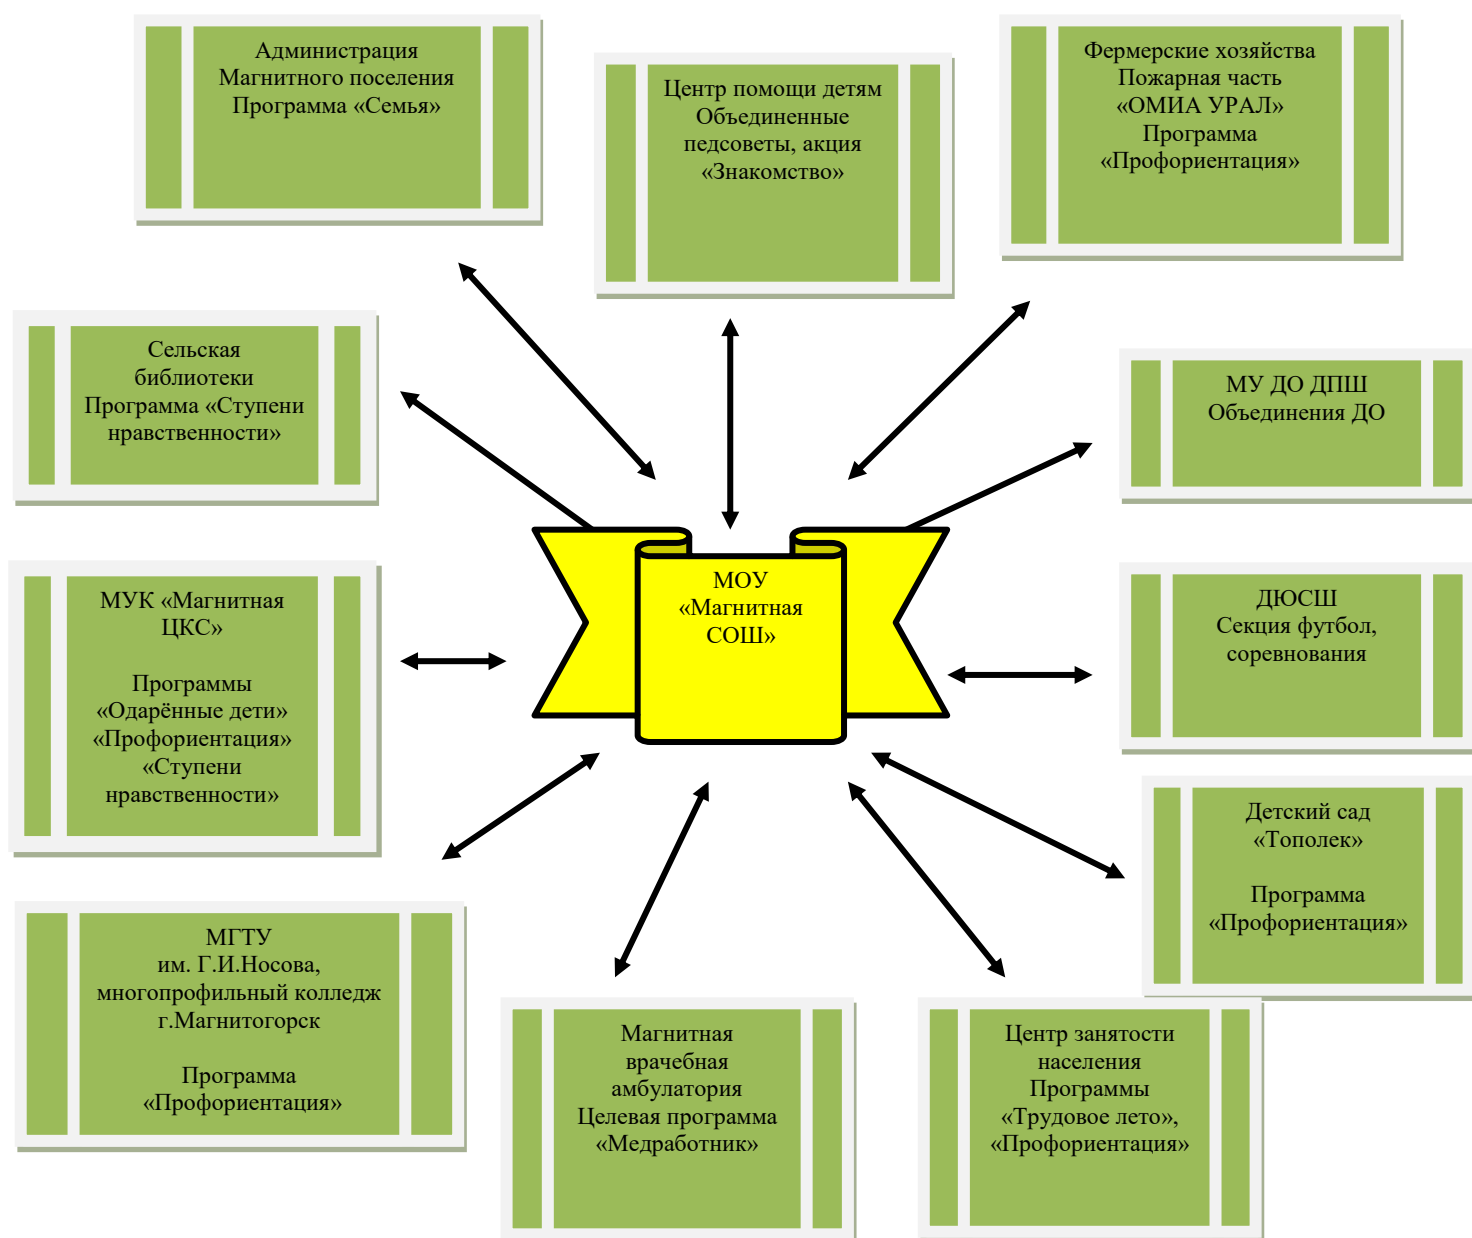 Администрация
Магнитного поселения
Программа «Семья»
Центр помощи детям
Объединенные
педсоветы, акция
«Знакомство»
Фермерские хозяйства
Пожарная часть
«ОМИА УРАЛ»
Программа
«Профориентация»
Сельская
библиотеки
Программа «Ступени
нравственности»
МУ ДО ДПШ
Объединения ДО
МОУ
«Магнитная
СОШ»
МУК «Магнитная
ЦКС»
Программы
«Одарённые дети»
«Профориентация»
«Ступени
нравственности»
ДЮСШ
Секция футбол,
соревнования
Детский сад
«Тополек»
Программа
«Профориентация»
МГТУ
им. Г.И.Носова,
многопрофильный колледж
г.Магнитогорск
Программа
«Профориентация»
Магнитная
врачебная
амбулатория
Целевая программа
«Медработник»
Центр занятости
населения
Программы
«Трудовое лето»,
«Профориентация»